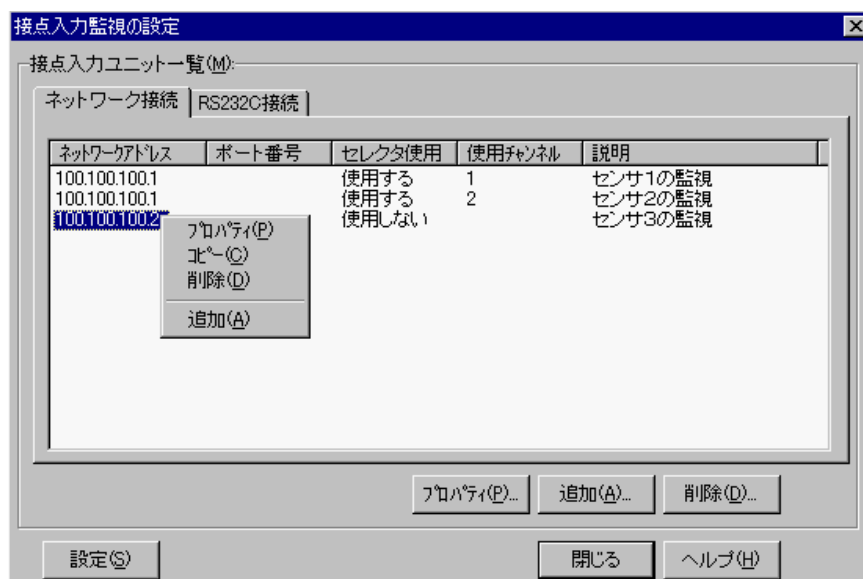 接点入力監視の設定
接点入力ユニット一覧(M):
ネットワーク接続 RS232C接続
ネットワークアドレス ポート番号 セレクタ使用 使用チャンネル 説明
100.100.100.1 使用する 1 センサ1の監視
100.100.100.1 使用する 2 センサ2の監視
100.100.100.2 使用しない センサ3の監視
プロパティ(P)
コピー(C)
削除(D)
追加(A)
プロパティ(P)... 追加(A)... 削除(D)...
設定(S) 閉じる ヘルプ(H)